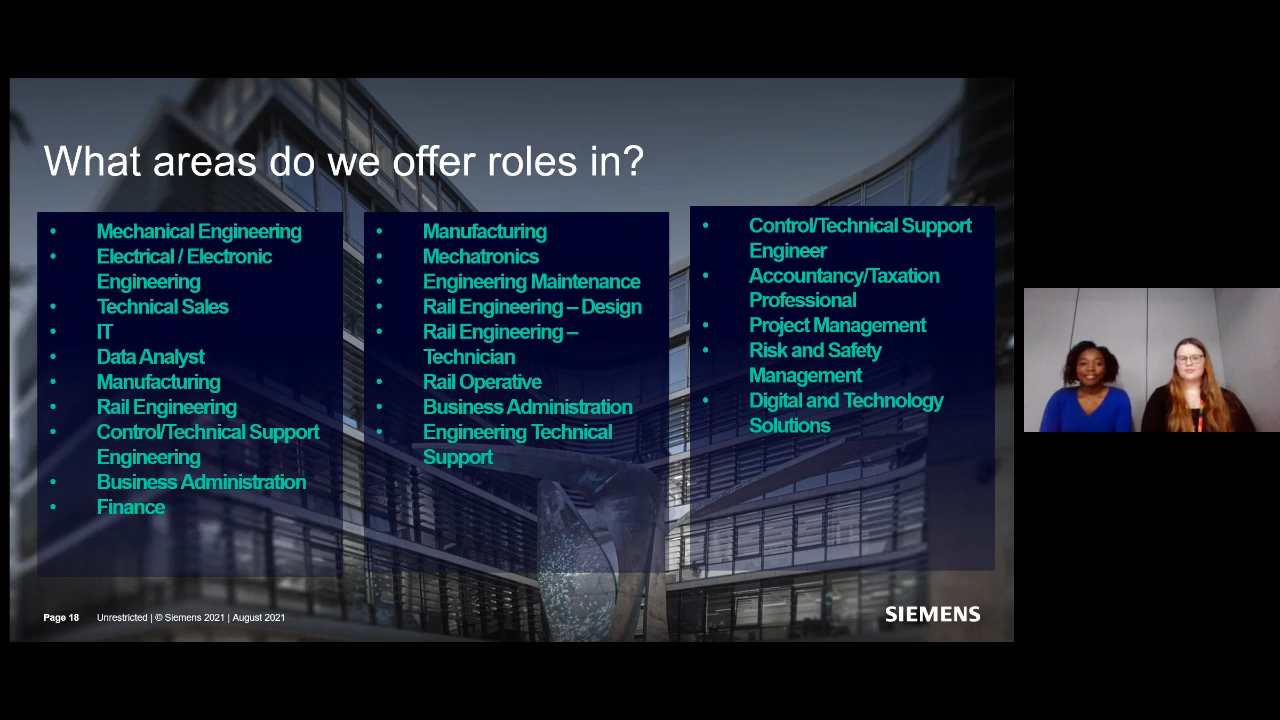 What areas do we offer roles in?
• Mechanical Engineering
• Electrical / Electronic
Engineering
• Technical Sales
• IT
• Data Analyst
• Manufacturing
• Rail Engineering
• Control/Technical Support
Engineering
• Business Administration
• Finance
• Manufacturing
• Mechatronics
• Engineering Maintenance
• Rail Engineering – Design
• Rail Engineering –
Technician
• Rail Operative
• Business Administration
• Engineering Technical
Support
• Control/Technical Support
Engineer
• Accountancy/Taxation
Professional
• Project Management
• Risk and Safety
Management
• Digital and Technology
Solutions
Page 18 Unrestricted | © Siemens 2021 | August 2021
SIEMENS